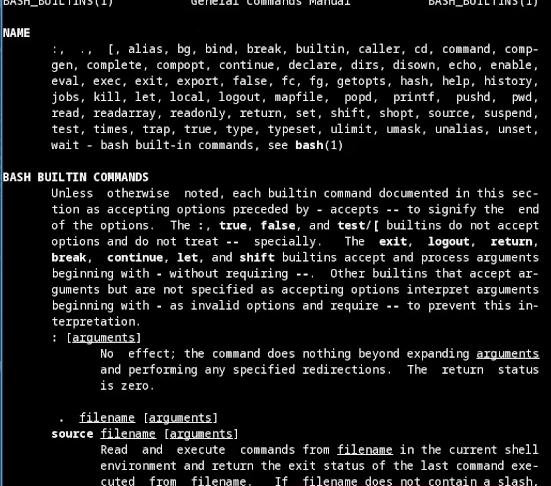 BASH_BUILTINS(1) General Commands Manual BASH_BUILTINS(1)
NAME
:, ., [, alias, bg, bind, break, builtin, caller, cd, command, comp-
gen, complete, compopt, continue, declare, dirs, disown, echo, enable,
eval, exec, exit, export, false, fc, fg, getopts, hash, help, history,
jobs, kill, let, local, logout, mapfile, popd, printf, pushd, pwd,
read, readarray, readonly, return, set, shift, shopt, source, suspend,
test, times, trap, true, type, typeset, ulimit, umask, unalias, unset,
wait - bash built-in commands, see bash(1)
BASH BUILTIN COMMANDS
Unless otherwise noted, each builtin command documented in this sec-
tion as accepting options preceded by - accepts -- to signify the end
of the options. The :, true, false, and test/[ builtins do not accept
options and do not treat -- specially. The exit, logout, return,
break, continue, let, and shift builtins accept and process arguments
beginning with - without requiring --. Other builtins that accept ar-
guments but are not specified as accepting options interpret arguments
beginning with - as invalid options and require -- to prevent this in-
terpretation.
: [arguments]
No effect; the command does nothing beyond expanding arguments
and performing any specified redirections. The return status
is zero.
. filename [arguments]
source filename [arguments]
Read and execute commands from filename in the current shell
environment and return the exit status of the last command exe-
cuted from filename. If filename does not contain a slash,